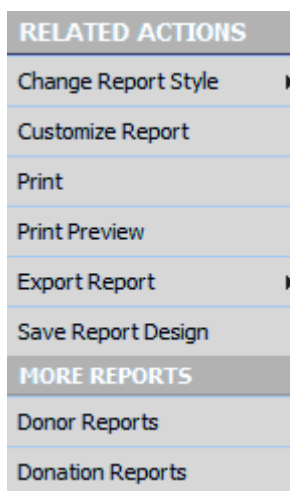 RELATED ACTIONS
Change Report Style
Customize Report
Print
Print Preview
Export Report
Save Report Design
MORE REPORTS
Donor Reports
Donation Reports